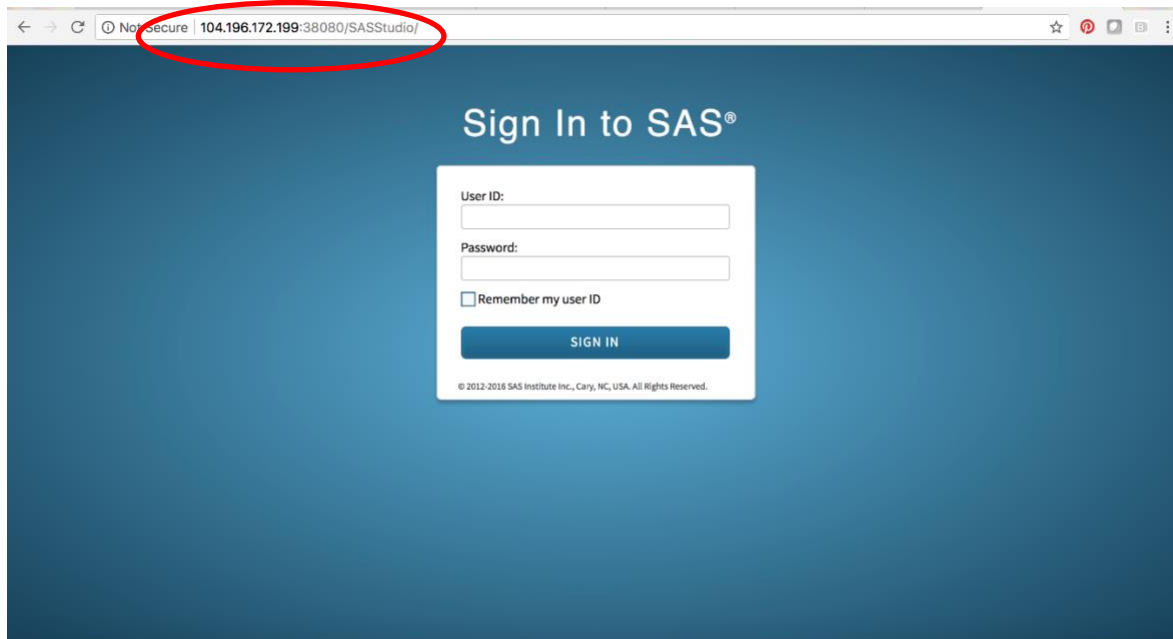 Not Secure | 104.196.172.199:38080/SASStudio/
Sign In to SAS®
User ID:
Password:
Remember my user ID
SIGN IN
© 2012-2016 SAS Institute Inc., Cary, NC, USA. All Rights Reserved.